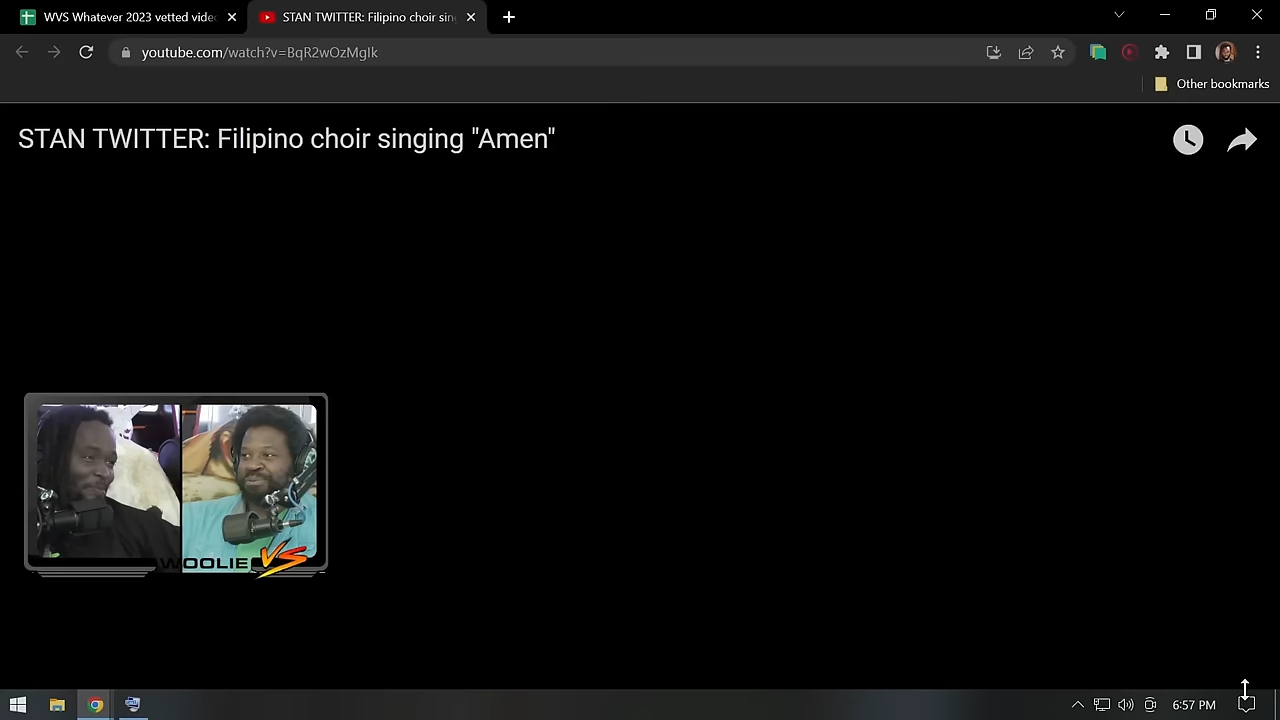 WVS Whatever 2023 vetted vide
STAN TWITTER: Filipino choir sin
youtube.com/watch?v=BqR2wOzMgIk
Other bookmarks
STAN TWITTER: Filipino choir singing "Amen"
WOOLIE VS
6:57 PM